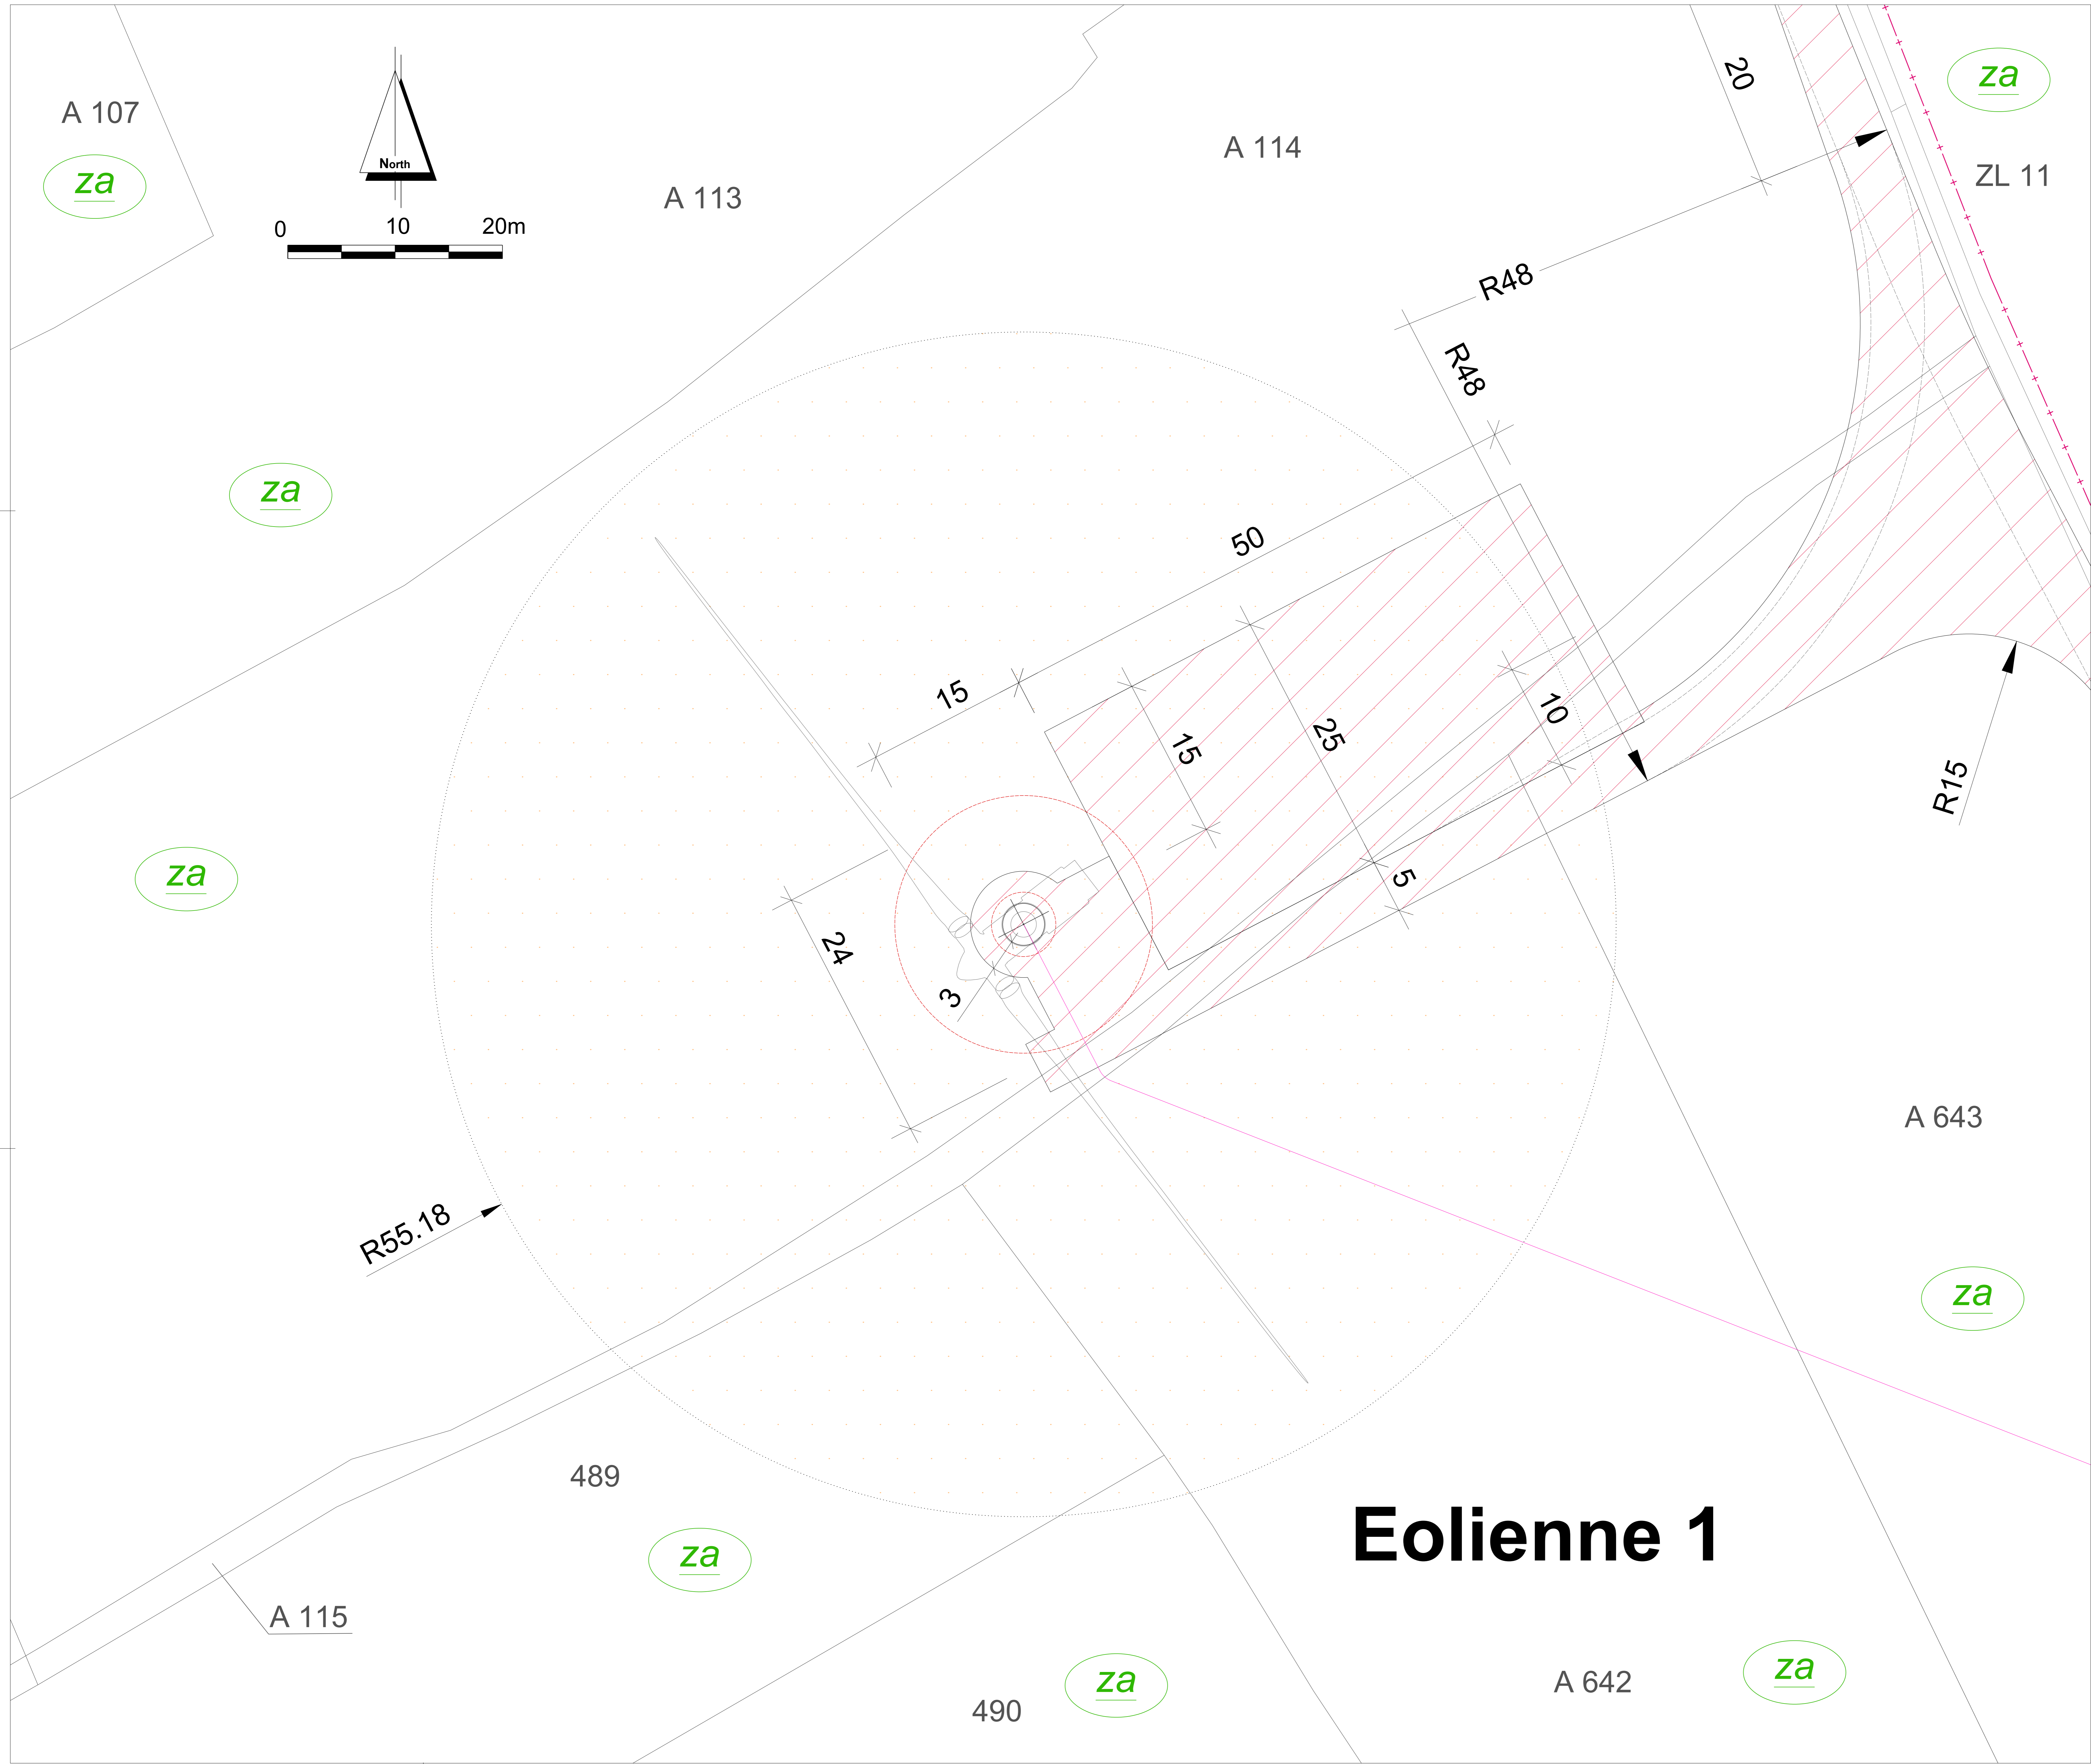 20
za
A 107
North
A 114
za
A 113
ZL 11
0 10 20m
R48
R48
za
50
15
10
25
15
R15
za
5
24
3
A 643
R55.18
za
489
Eolienne 1
za
A 115
za
A 642
za
490